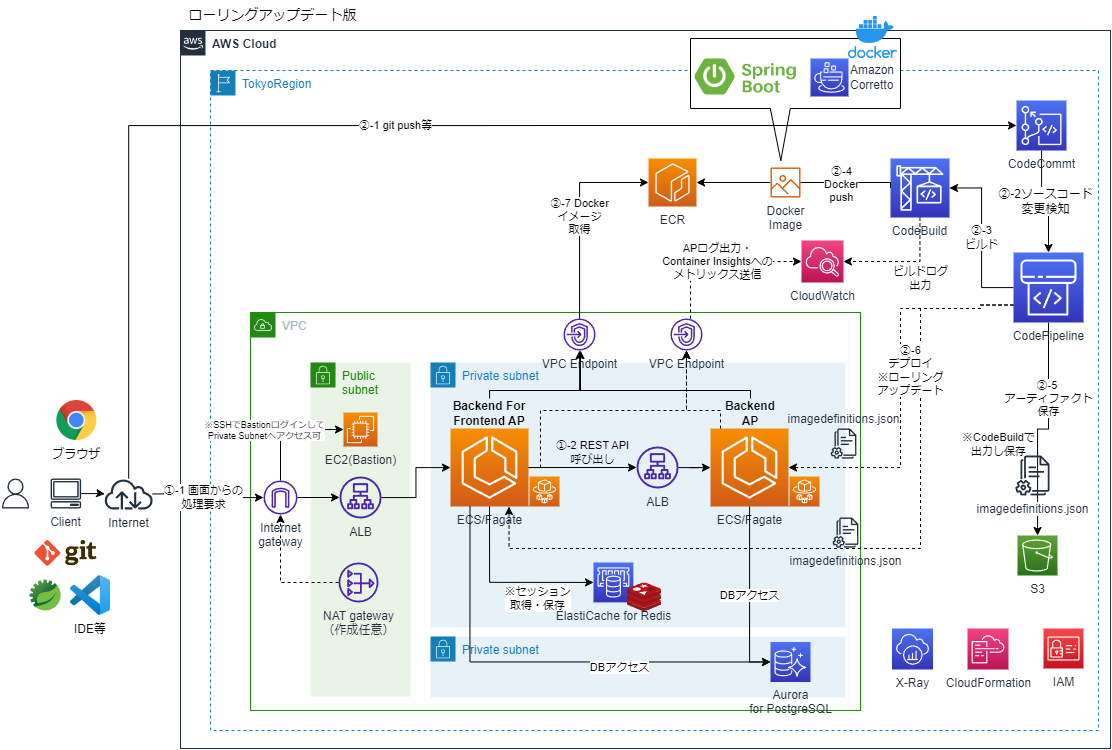 ローリングアップデート版
aws
AWS Cloud
TokyoRegion
docker
Spring
Boot
Amazon
Corretto
②-1 git push等
CodeCommt
②-2ソースコード
変更検知
②-4
Docker
push
CodeBuild
Docker
Image
ECR
②-3
ビルド
②-7 Docker
イメージ
取得
APログ出力・
Container Insightsへの
メトリックス送信
CloudWatch
ビルドログ
出力
CodePipeline
VPC
VPC Endpoint
VPC Endpoint
②-6
デプロイ
※ローリング
アップデート
②-5
アーティファクト
保存
Public
subnet
Private subnet
Backend For
Frontend AP
Backend
AP
imagedefinitions.json
※SSHでBastionログインして
Private Subnetへアクセス可
EC2(Bastion)
①-2 REST API
呼び出し
※CodeBuildで
出力し保存
ブラウザ
Client
Internet
①-1 画面からの
処理要求
Internet
gateway
ALB
ECS/Fagate
ALB
ECS/Fagate
imagedefinitions.json
imagedefinitions.json
git
S3
IDE等
NAT gateway
（作成任意）
※セッション
取得・保存
ElastiCache for Redis
DBアクセス
Private subnet
DBアクセス
Aurora
for PostgreSQL
X-Ray
CloudFormation
IAM